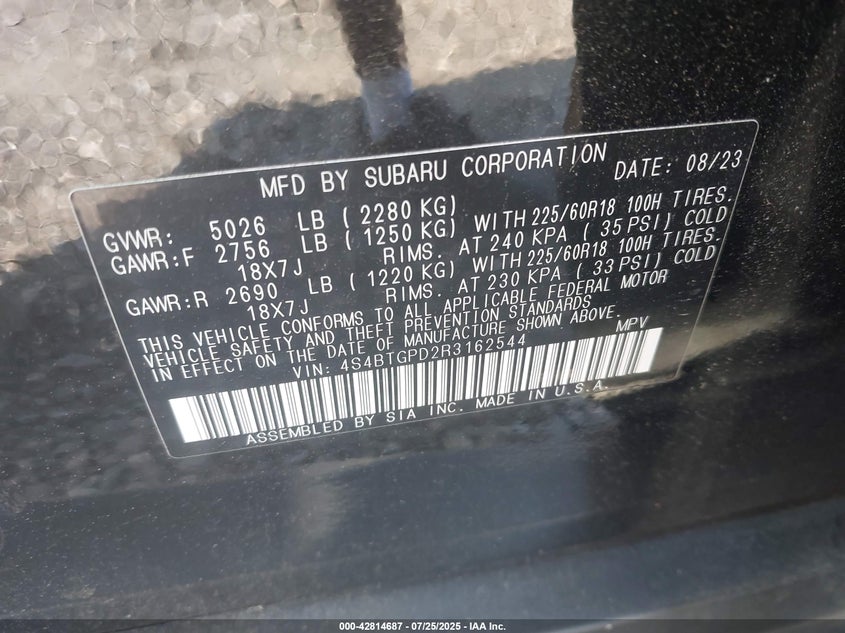 MFD BY SUBARU CORPORATION DATE: 08/23
GVWR: 5026 LB ( 2280 KG)
GAWR:F 2756 LB ( 1250 KG) WITH 225/60R18 100H TIRES.
18X7J RIMS. AT 240 KPA ( 35 PSI) COLD
GAWR:R 2690 LB ( 1220 KG) WITH 225/60R18 100H TIRES.
18X7J RIMS. AT 230 KPA ( 33 PSI) COLD
THIS VEHICLE CONFORMS TO ALL APPLICABLE FEDERAL MOTOR
VEHICLE SAFETY AND THEFT PREVENTION STANDARDS
IN EFFECT ON THE DATE OF MANUFACTURE SHOWN ABOVE.
VIN: 4S4BTGPD2R3162544 MPV
ASSEMBLED BY SIA INC. MADE IN U.S.A.
000-42814687 - 07/25/2025 - IAA Inc.